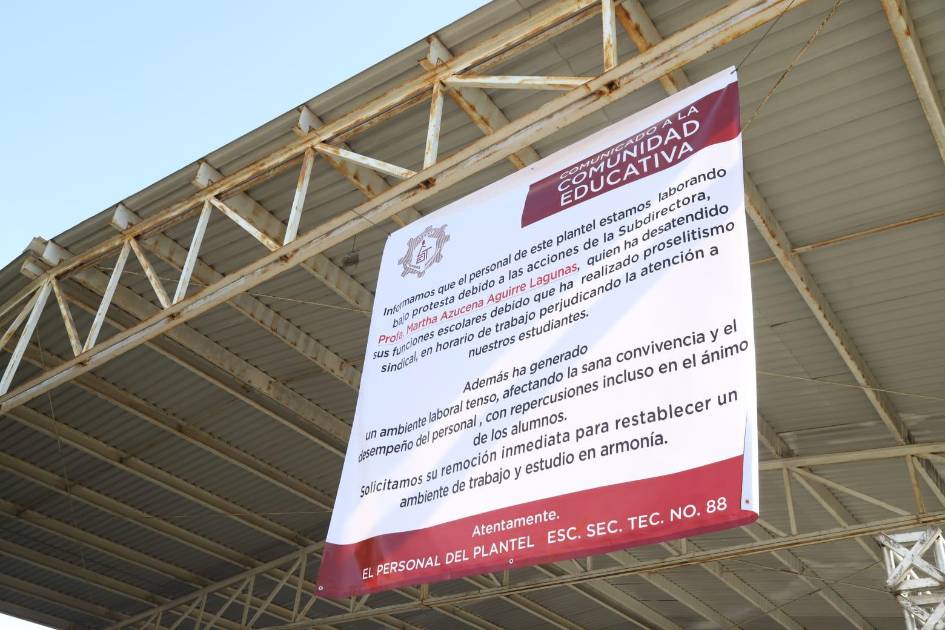 COMUNICADO A LA
COMUNIDAD
EDUCATIVA
Informamos que el personal de este plantel estamos laborando
bajo protesta debido a las acciones de la Subdirectora,
Profa. Martha Azucena Aguirre Lagunas, quien ha desatendido
sus funciones escolares debido que ha realizado proselitismo
sindical, en horario de trabajo perjudicando la atención a
nuestros estudiantes.
Además ha generado
un ambiente laboral tenso, afectando la sana convivencia y el
desempeño del personal , con repercusiones incluso en el ánimo
de los alumnos.
Solicitamos su remoción inmediata para restablecer un
ambiente de trabajo y estudio en armonía.
Atentamente.
EL PERSONAL DEL PLANTEL ESC. SEC. TEC. NO. 88